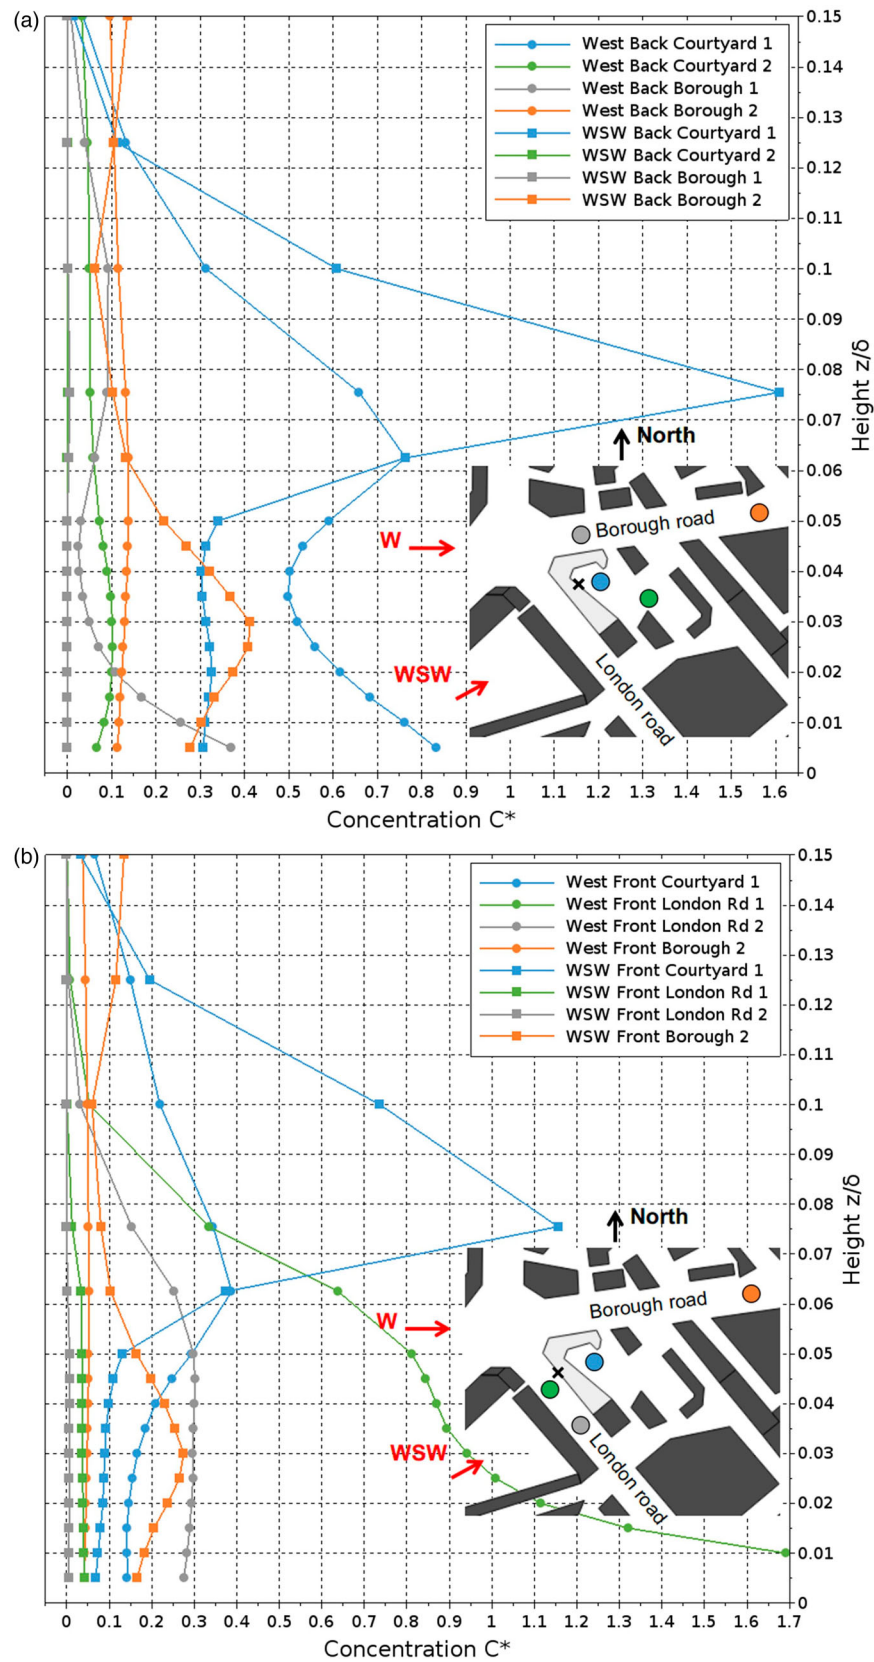 (a)
West Back Courtyard 1
West Back Courtyard 2
West Back Borough 1
West Back Borough 2
WSW Back Courtyard 1
WSW Back Courtyard 2
WSW Back Borough 1
WSW Back Borough 2
0.15
0.14
0.13
0.12
0.11
0.1
0.09
0.08
0.07
0.06
0.05
0.04
0.03
0.02
0.01
0
Height z/δ
North
W
WSW
Borough road
London road
0 0.1 0.2 0.3 0.4 0.5 0.6 0.7 0.8 0.9 1 1.1 1.2 1.3 1.4 1.5 1.6
Concentration C*
(b)
West Front Courtyard 1
West Front London Rd 1
West Front London Rd 2
West Front Borough 2
WSW Front Courtyard 1
WSW Front London Rd 1
WSW Front London Rd 2
WSW Front Borough 2
0.15
0.14
0.13
0.12
0.11
0.1
0.09
0.08
0.07
0.06
0.05
0.04
0.03
0.02
0.01
0
Height z/δ
North
W
WSW
Borough road
London road
0 0.1 0.2 0.3 0.4 0.5 0.6 0.7 0.8 0.9 1 1.1 1.2 1.3 1.4 1.5 1.6 1.7
Concentration C*